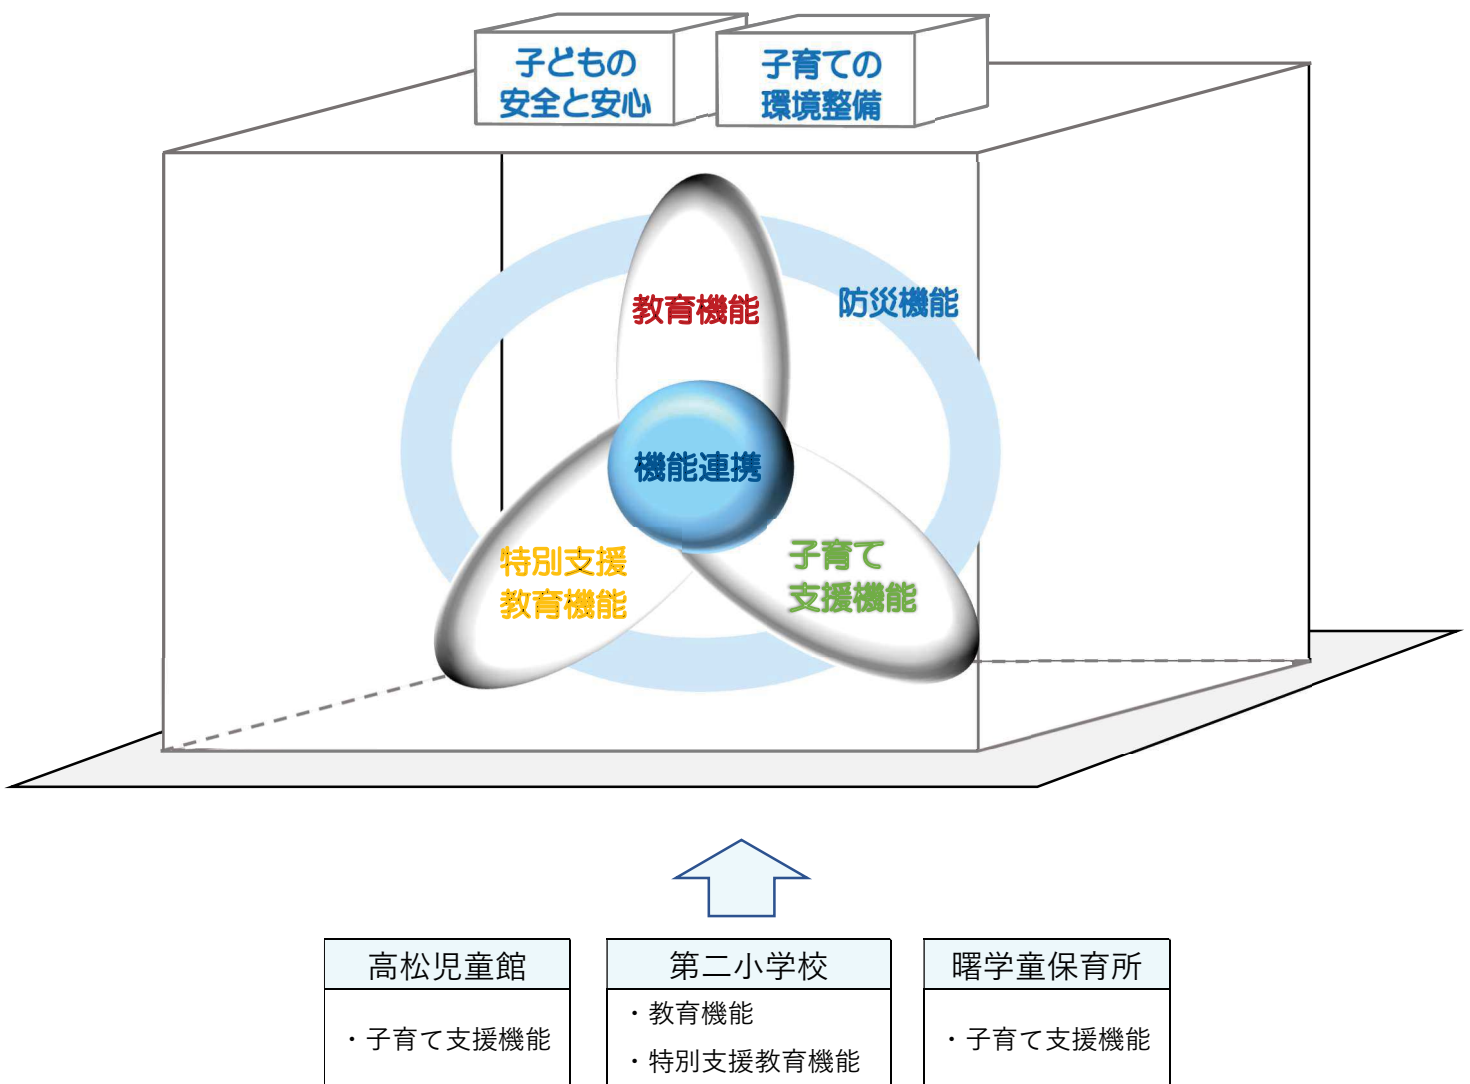 子どもの
安全と安心
子育ての
環境整備
教育機能
防災機能
機能連携
特別支援
教育機能
子育て
支援機能
高松児童館
・子育て支援機能
第二小学校
・教育機能
・特別支援教育機能
曙学童保育所
・子育て支援機能